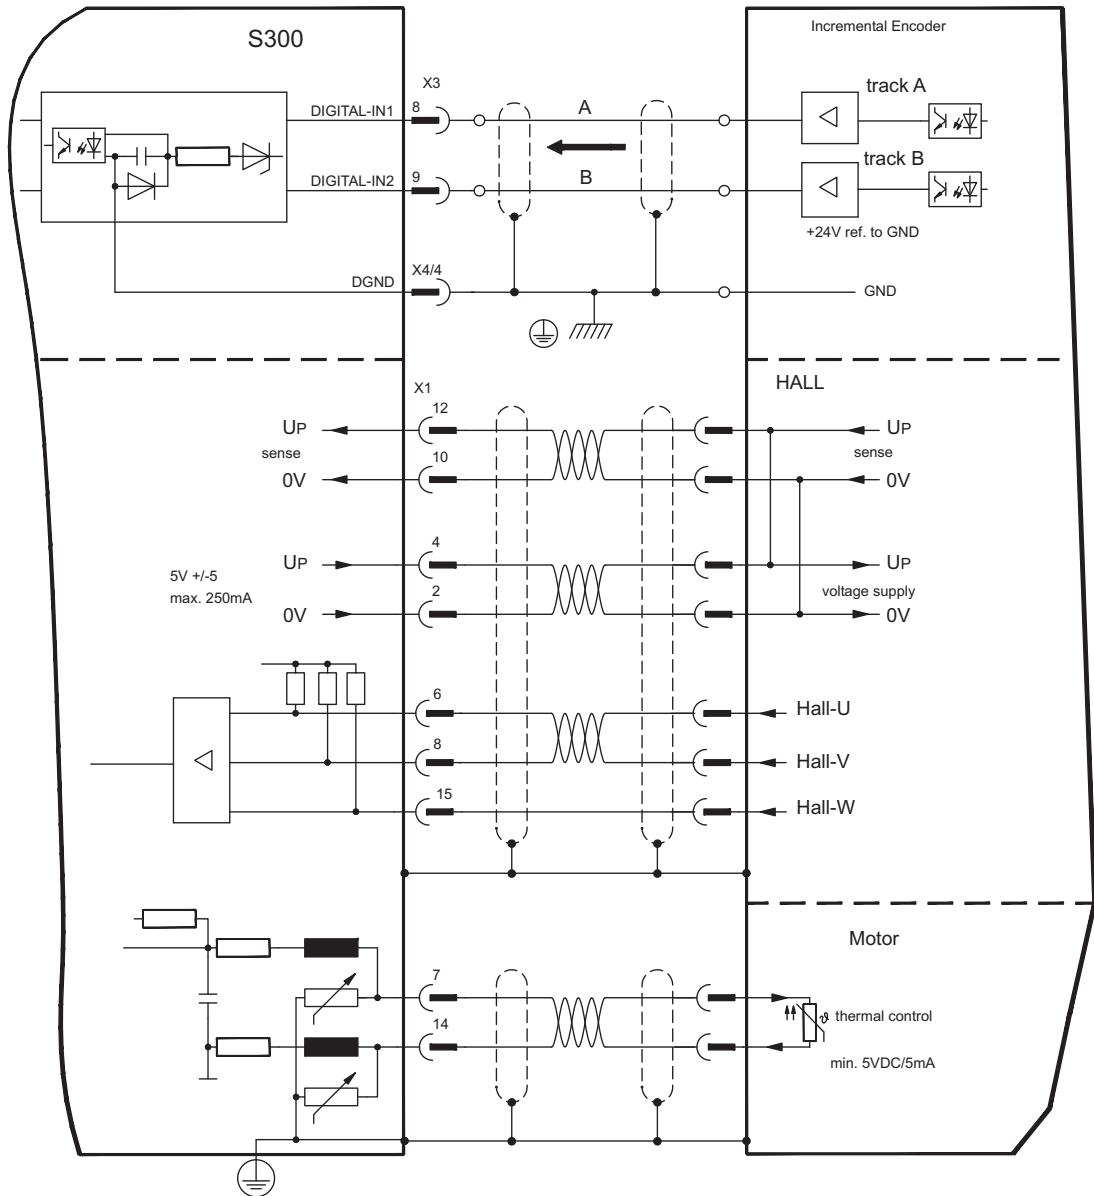 S300
Incremental Encoder
X3
track A
DIGITAL-IN1
8
A
track B
DIGITAL-IN2
9
B
+24V ref. to GND
X4/4
DGND
GND
HALL
X1
12
UP
UP
sense
sense
10
0V
0V
4
UP
UP
5V +/-5
max. 250mA
voltage supply
2
0V
0V
6
Hall-U
8
Hall-V
15
Hall-W
Motor
7
ϑ thermal control
14
min. 5VDC/5mA